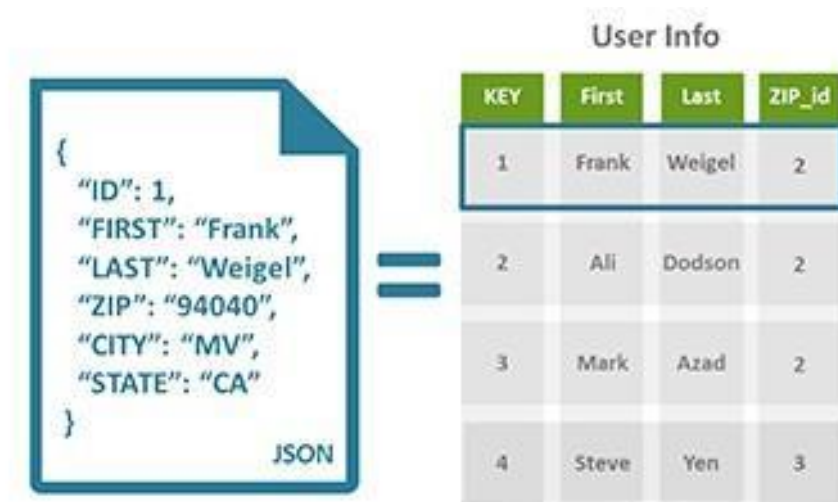 {
“ID”: 1,
“FIRST”: “Frank”,
“LAST”: “Weigel”,
“ZIP”: “94040”,
“CITY”: “MV”,
“STATE”: “CA”
}
JSON
=
User Info
KEY First Last ZIP_id
1 Frank Weigel 2
2 Ali Dodson 2
3 Mark Azad 2
4 Steve Yen 3